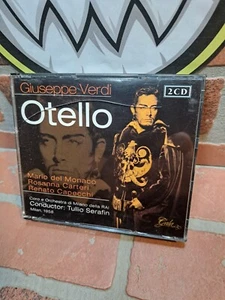 Giuseppe Verdi
2CD
Otello
Mario del Monaco
Rosanna Carteri
Renato Capecchi
Coro e Orchestra di Milano della RAI
Conductor: Tullio Serafin
Milan, 1958
Gala